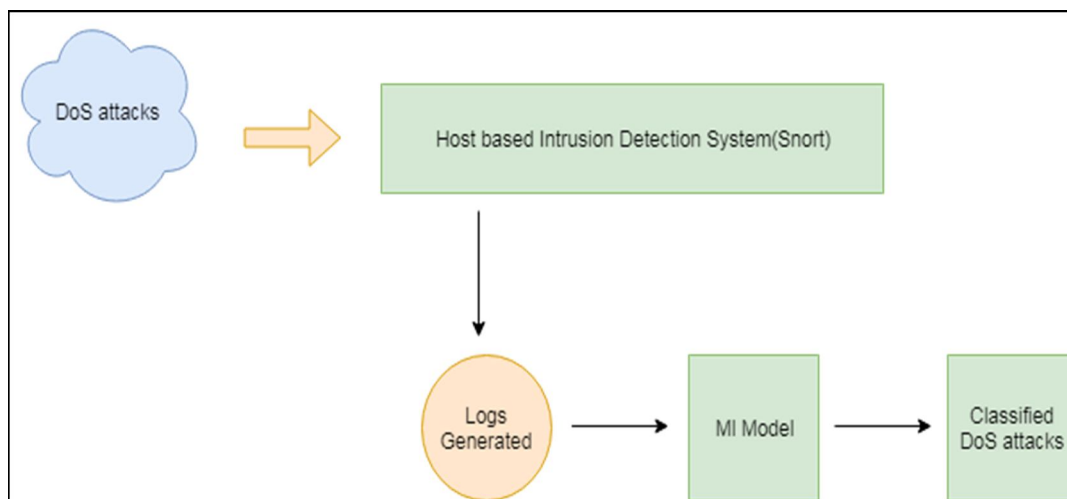 DoS attacks
Host based Intrusion Detection System(Snort)
Logs
Generated
Ml Model
Classified
DoS attacks